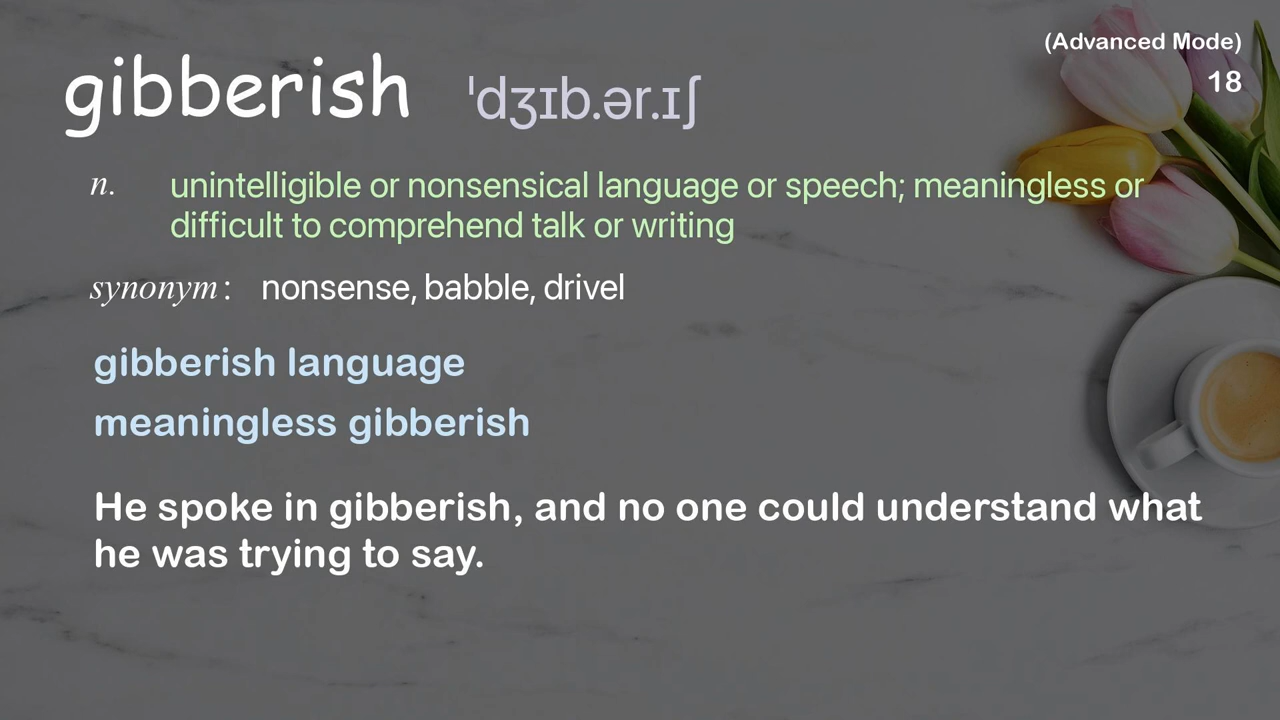 (Advanced Mode)
18
gibberish ˈdʒɪb.ər.ɪʃ
n. unintelligible or nonsensical language or speech; meaningless or
difficult to comprehend talk or writing
synonym: nonsense, babble, drivel
gibberish language
meaningless gibberish
He spoke in gibberish, and no one could understand what
he was trying to say.